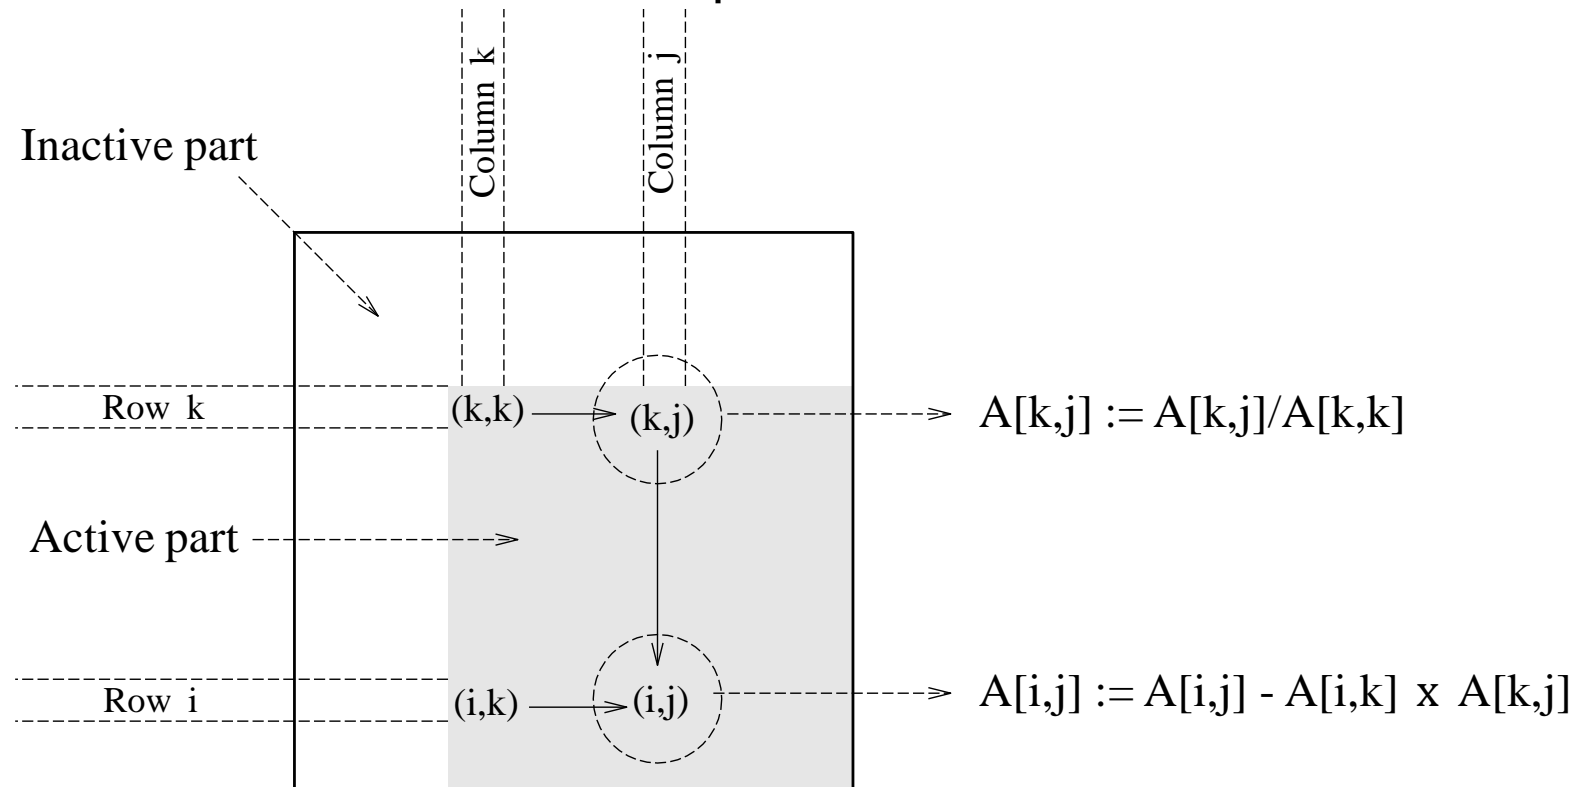 Column k
Column j
Inactive part
Row k
(k,k)
(k,j)
A[k,j] := A[k,j]/A[k,k]
Active part
Row i
(i,k)
(i,j)
A[i,j] := A[i,j] - A[i,k] x A[k,j]